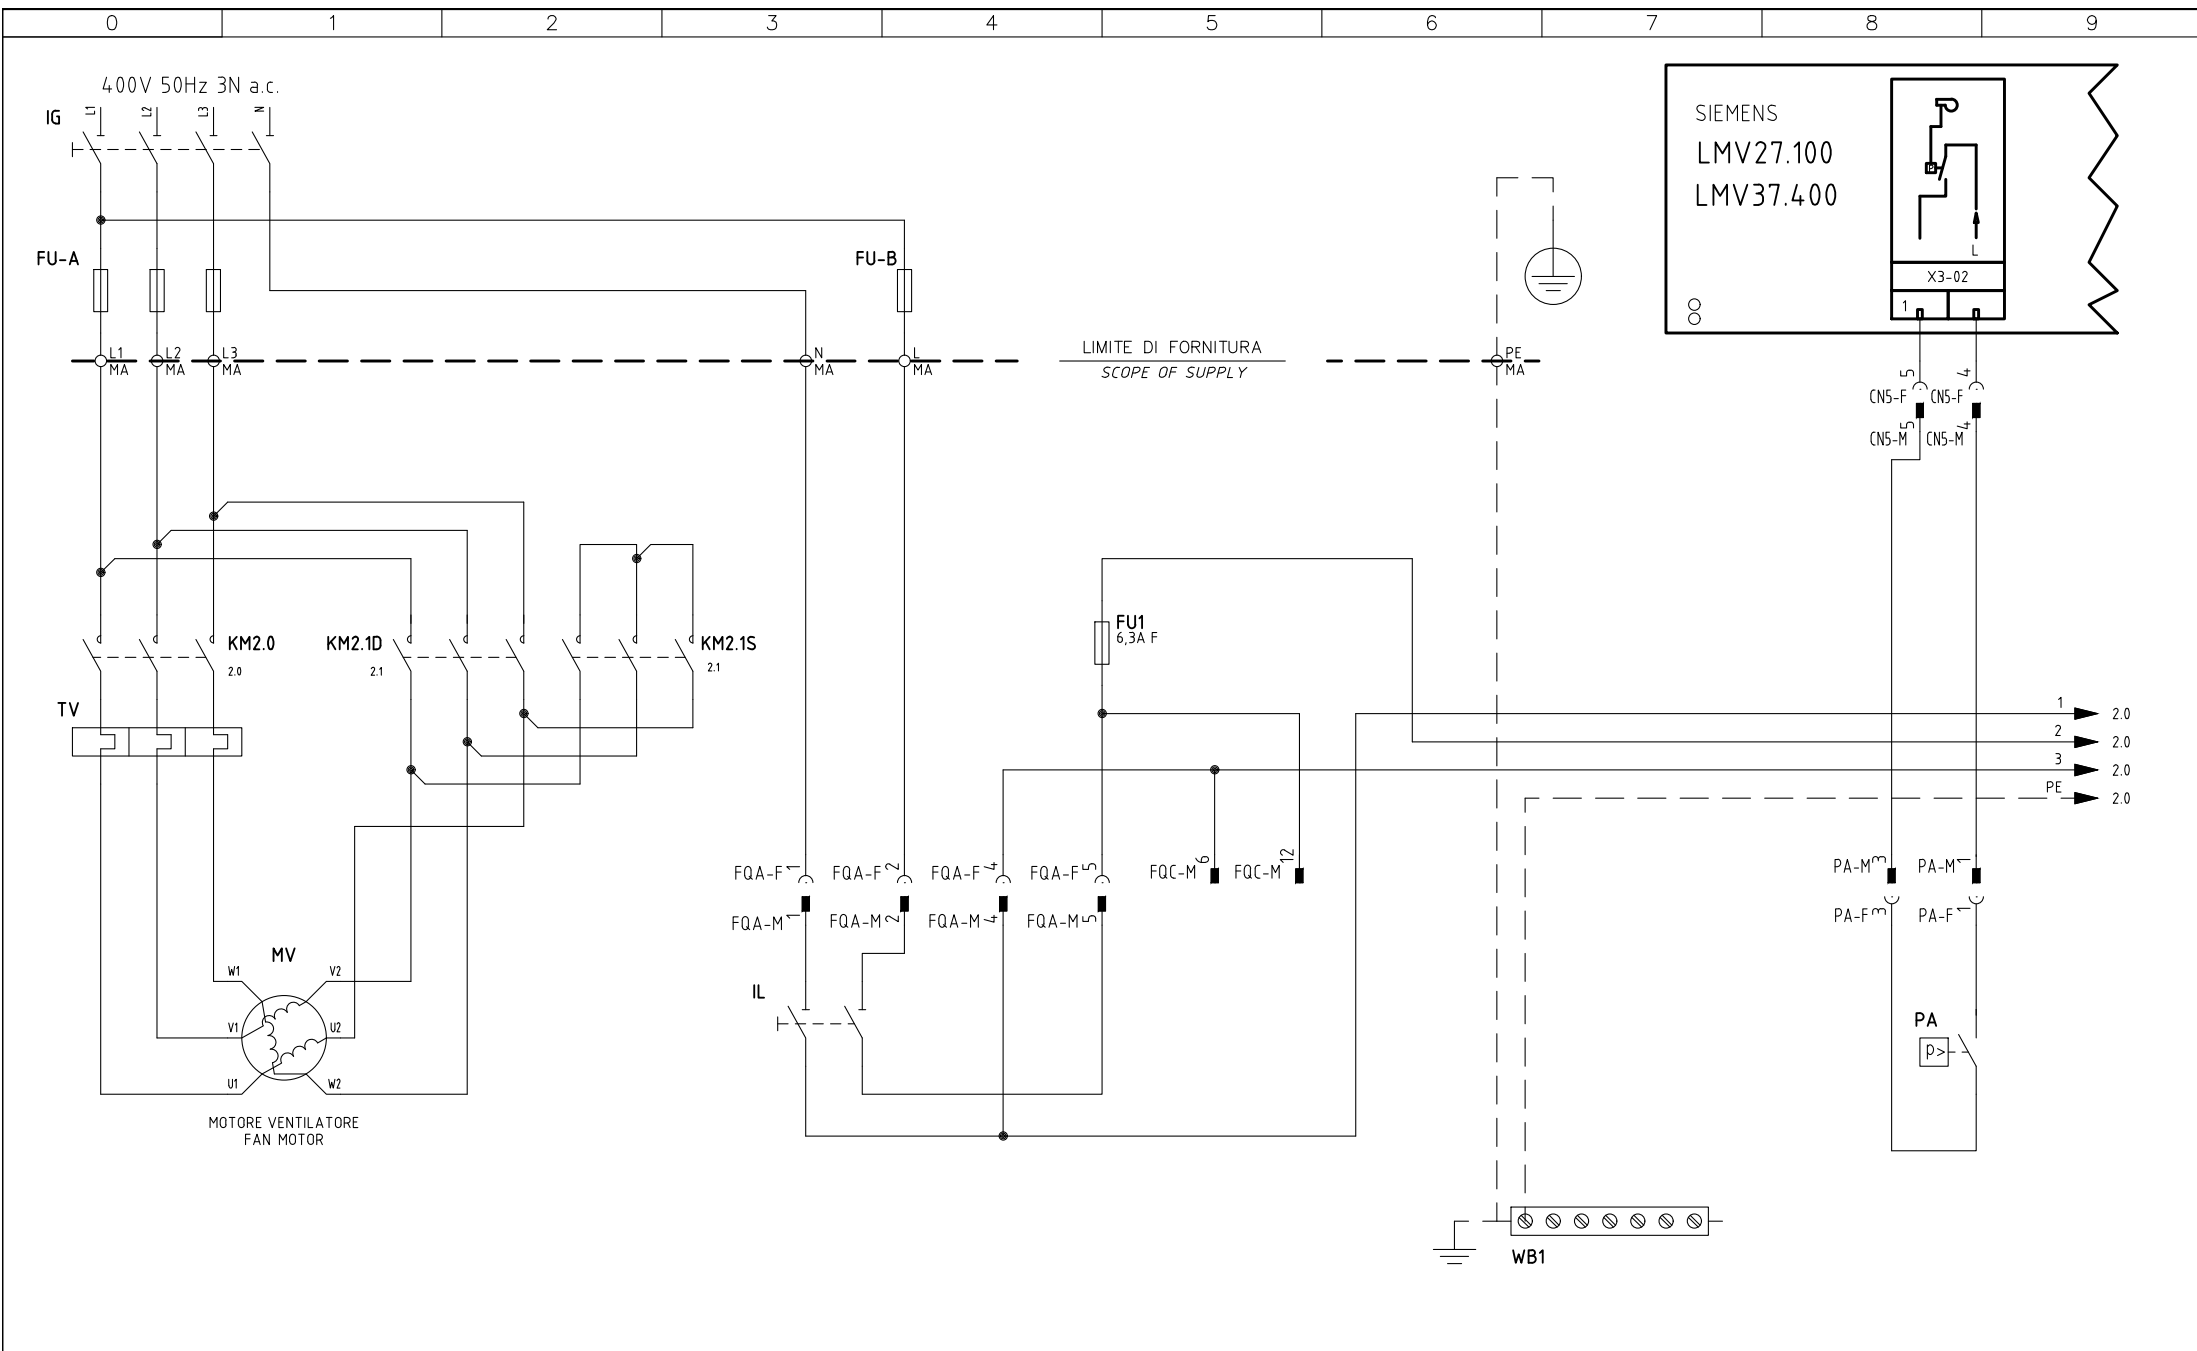 0 1 2 3 4 5 6 7 8 9
400V 50Hz 3N a.c.
IG L1 L2 L3 N
SIEMENS
LMV27.100
LMV37.400
P
L
X3-02
1
FU-A FU-B
L1 L2 L3 N L PE
MA MA MA MA MA MA
LIMITE DI FORNITURA
SCOPE OF SUPPLY
5 4
CN5-F CN5-F
5 4
CN5-M CN5-M
FU1
6,3A F
KM2.0 KM2.1D KM2.1S
2.0 2.1 2.1
TV
1 2.0
2 2.0
3 2.0
PE 2.0
FQA-F 1 FQA-F 2 FQA-F 4 FQA-F 5 FQC-M 6 FQC-M 12 PA-M 3 PA-M 1
FQA-M 1 FQA-M 2 FQA-M 4 FQA-M 5 PA-F 3 PA-F 1
MV
W1 V2
V1 U2
U1 W2
IL
PA
p>
MOTORE VENTILATORE
FAN MOTOR
WB1